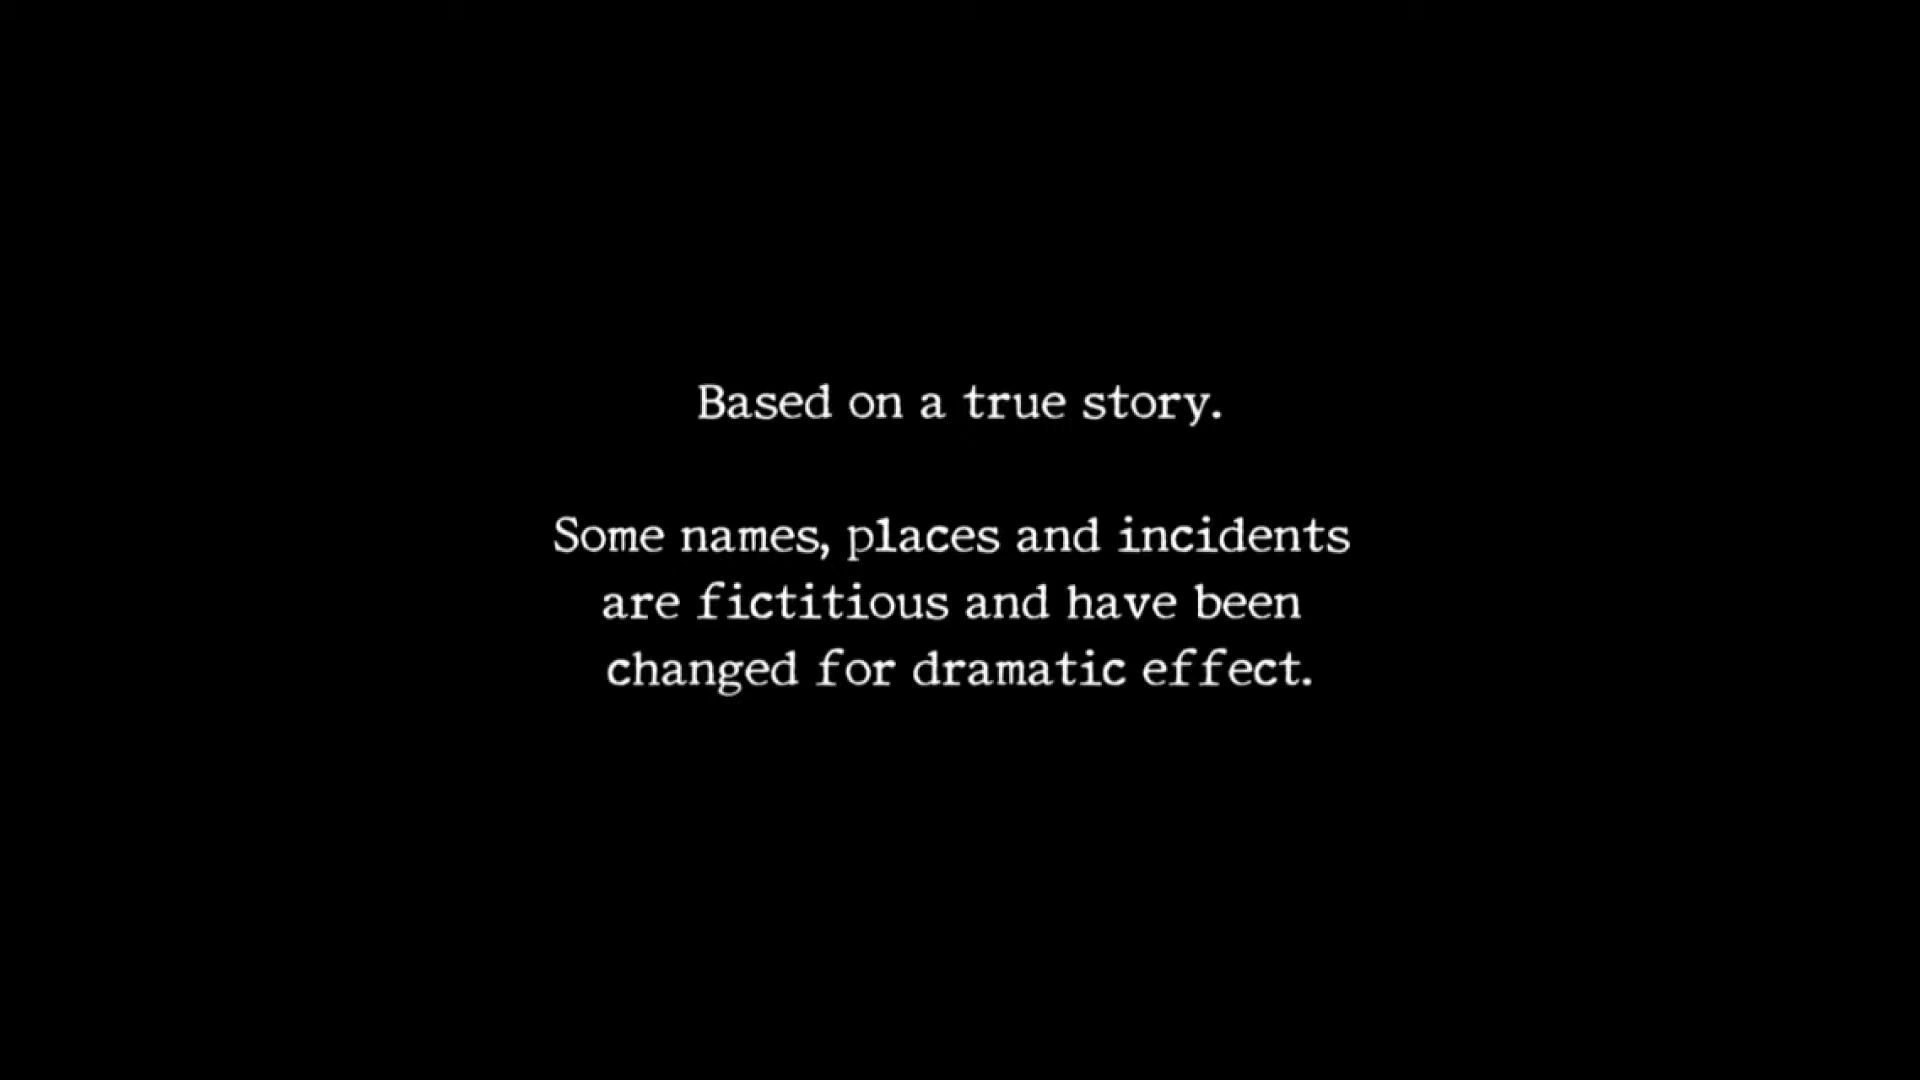 Based on a true story.
Some names, places and incidents
are fictitious and have been
changed for dramatic effect.